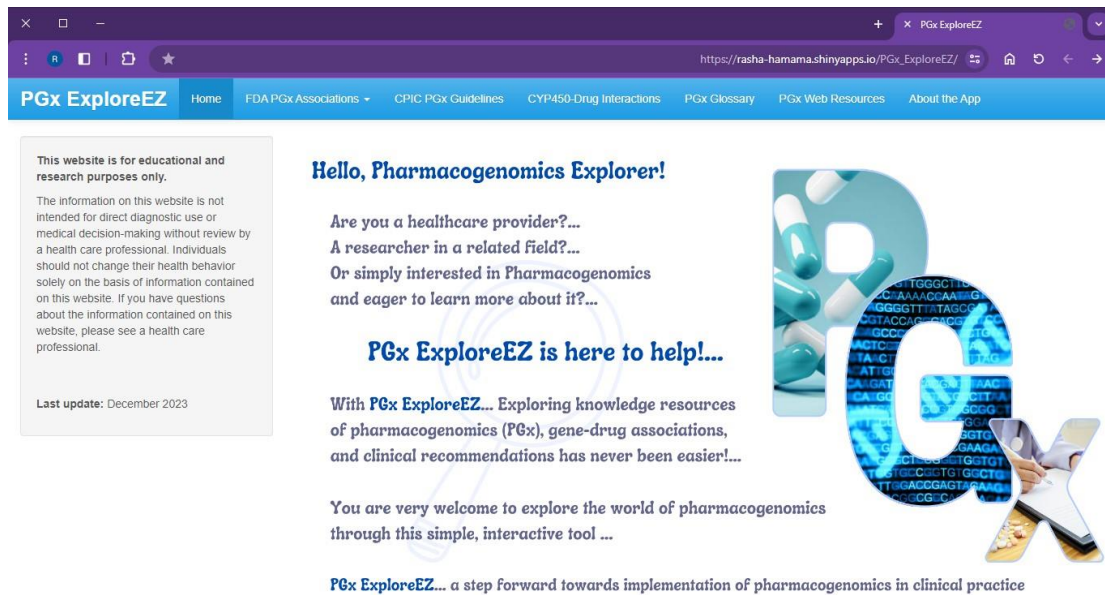 PGx ExploreEZ
R
https://rasha-hamama.shinyapps.io/PGx_ExploreEZ/
PGx ExploreEZ Home FDA PGx Associations CPIC PGx Guidelines CYP450-Drug Interactions PGx Glossary PGx Web Resources About the App
This website is for educational and
research purposes only.
The information on this website is not
intended for direct diagnostic use or
medical decision-making without review by
a health care professional. Individuals
should not change their health behavior
solely on the basis of information contained
on this website. If you have questions
about the information contained on this
website, please see a health care
professional.
Last update: December 2023
Hello, Pharmacogenomics Explorer!
Are you a healthcare provider?...
A researcher in a related field?...
Or simply interested in Pharmacogenomics
and eager to learn more about it?...
PGx ExploreEZ is here to help!...
With PGx ExploreEZ... Exploring knowledge resources
of pharmacogenomics (PGx), gene-drug associations,
and clinical recommendations has never been easier!...
You are very welcome to explore the world of pharmacogenomics
through this simple, interactive tool ...
PGx ExploreEZ... a step forward towards implementation of pharmacogenomics in clinical practice
PGx